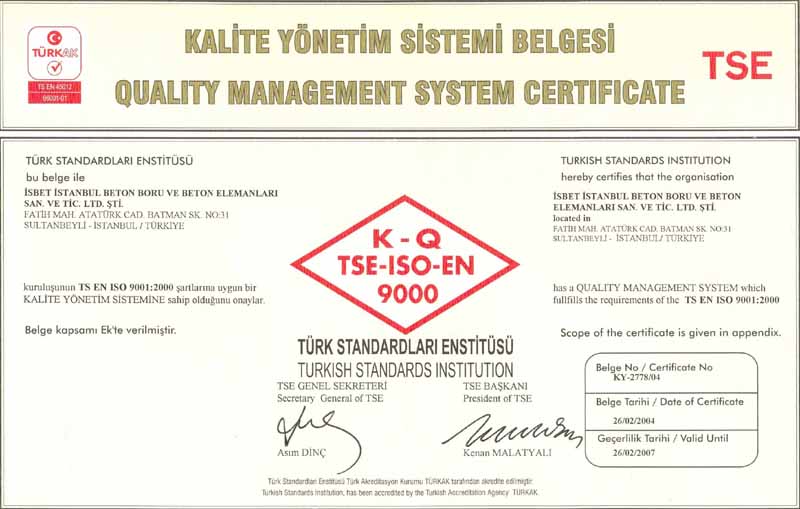 TÜRKAK
TS EN 45012
96001-01
KALİTE YÖNETİM SİSTEMİ BELGESİ
QUALITY MANAGEMENT SYSTEM CERTIFICATE
TSE
TÜRK STANDARDLARI ENSTİTÜSÜ
bu belge ile
İSBET İSTANBUL BETON BORU VE BETON ELEMANLARI
SAN. VE TİC. LTD. ŞTİ.
FATİH MAH. ATATÜRK CAD. BATMAN SK. NO:31
SULTANBEYLİ - İSTANBUL/ TÜRKİYE
kuruluşunun TS EN ISO 9001:2000 şartlarına uygun bir
KALİTE YÖNETİM SİSTEMİNE sahip olduğunu onaylar.
Belge kapsamı Ek'te verilmiştir.
K - Q
TSE-ISO-EN
9000
TÜRK STANDARDLARI ENSTİTÜSÜ
TURKISH STANDARDS INSTITUTION
TURKISH STANDARDS INSTITUTION
hereby certifies that the organisation
İSBET İSTANBUL BETON BORU VE BETON
ELEMANLARI SAN. VE TİC. LTD. ŞTİ.
located in
FATİH MAH. ATATÜRK CAD. BATMAN SK. NO:31
SULTANBEYLİ - İSTANBUL/ TÜRKİYE
has a QUALITY MANAGEMENT SYSTEM which
fullfills the requirements of the TS EN ISO 9001:2000
Scope of the certificate is given in appendix.
TSE GENEL SEKRETERİ
Secretary General of TSE
Asım DİNÇ
TSE BAŞKANI
President of TSE
Kenan MALATYALI
Belge No / Certificate No
KY-2778/04
Belge Tarihi / Date of Certificate
26/02/2004
Geçerlilik Tarihi / Valid Until
26/02/2007
Türk Standardları Enstitüsü Türk Akreditasyon Kurumu TÜRKAK tarafından akredite edilmiştir.
Turkish Standards Institution, has been accredited by the Turkish Accreditation Agency TÜRKAK.